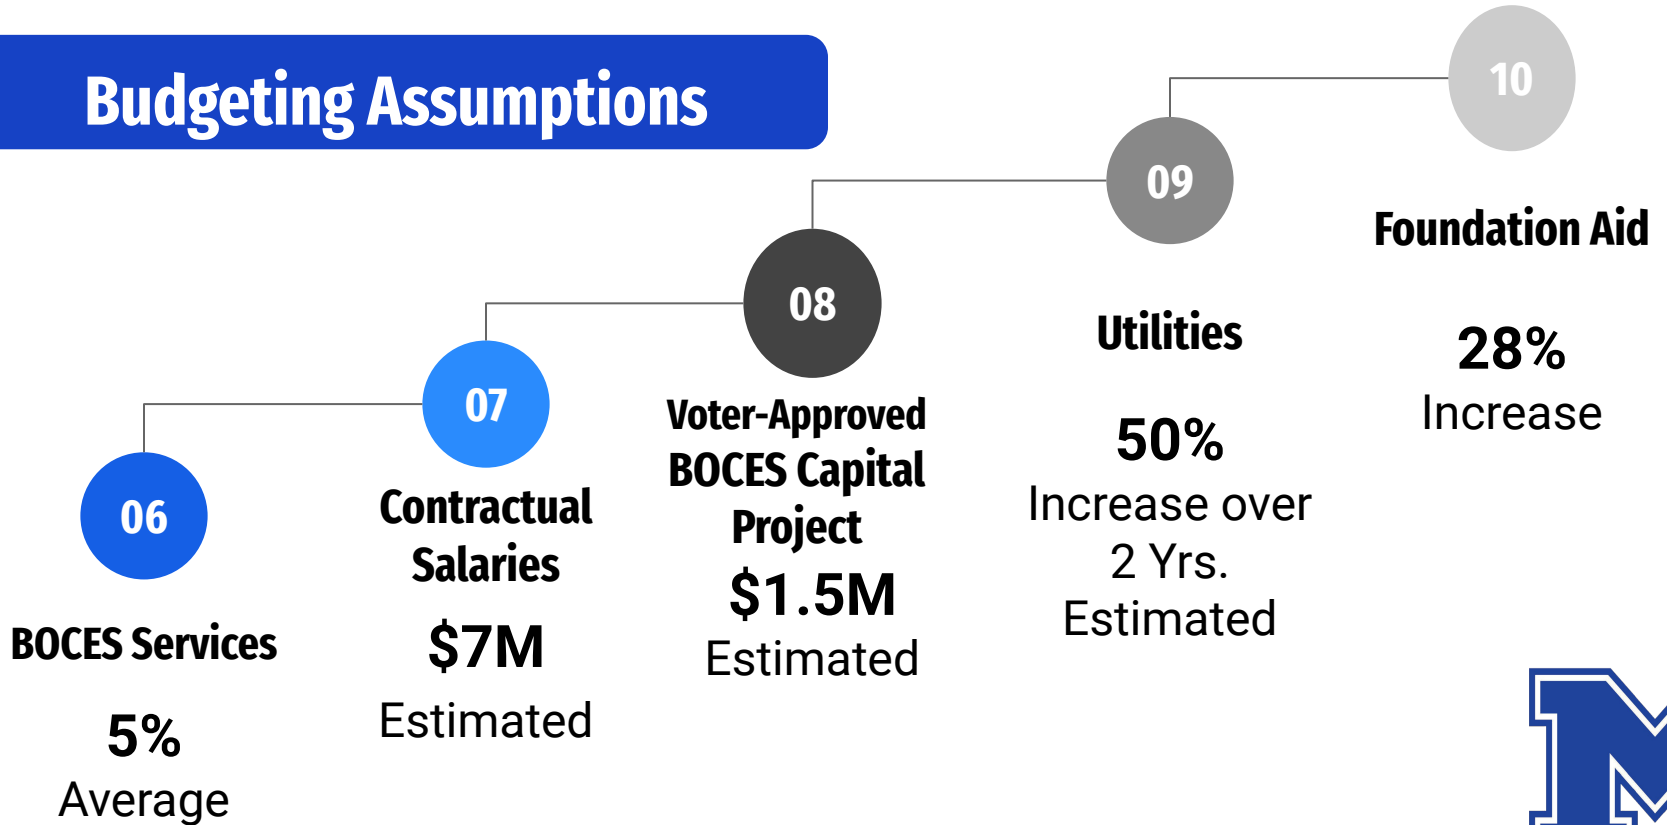 Budgeting Assumptions
06
BOCES Services
5%
Average
07
Contractual
Salaries
$7M
Estimated
08
Voter-Approved
BOCES Capital
Project
$1.5M
Estimated
09
Utilities
50%
Increase over
2 Yrs.
Estimated
10
Foundation Aid
28%
Increase
M